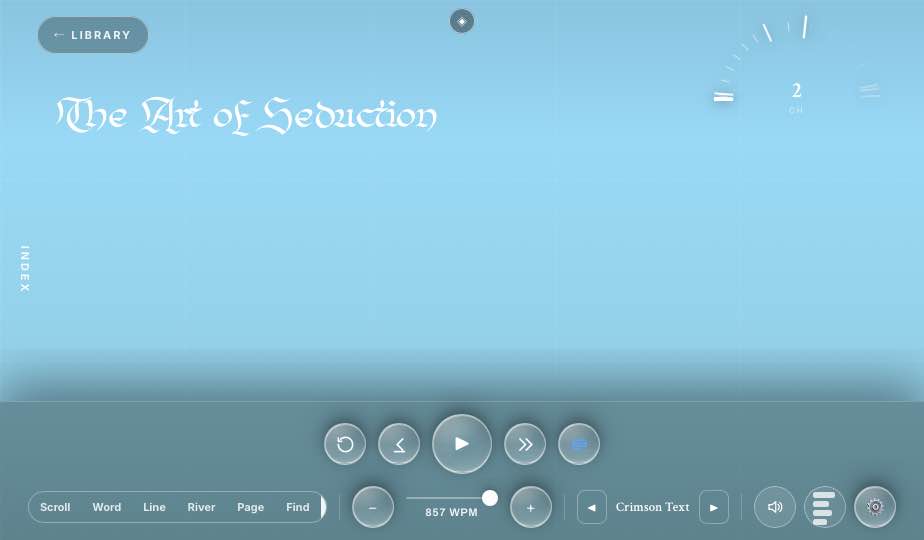 ← LIBRARY
The Art of Seduction
2
CH
INDEX
Scroll Word Line River Page Find
− 857 WPM +
Crimson Text